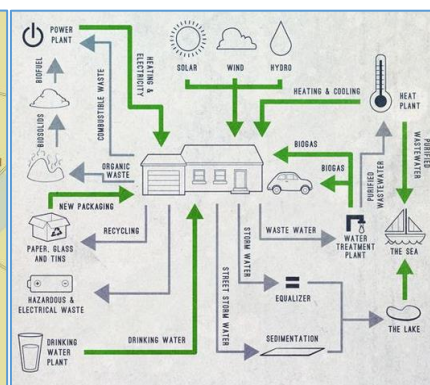 POWER
PLANT
SOLAR
WIND
HYDRO
HEATING &
ELECTRICITY
COMBUSTIBLE WASTE
BIOFUEL
BIOSOLIDS
HEATING & COOLING
HEAT
PLANT
BIOGAS
BIOGAS
ORGANIC
WASTE
PURIFIED
WASTEWATER
PURIFIED
WASTEWATER
NEW PACKAGING
RECYCLING
PAPER, GLASS
AND TINS
WASTE WATER
WATER
TREATMENT
PLANT
THE SEA
STORM WATER
STREET STORM WATER
HAZARDOUS &
ELECTRICAL WASTE
EQUALIZER
THE LAKE
DRINKING
WATER
PLANT
DRINKING WATER
SEDIMENTATION